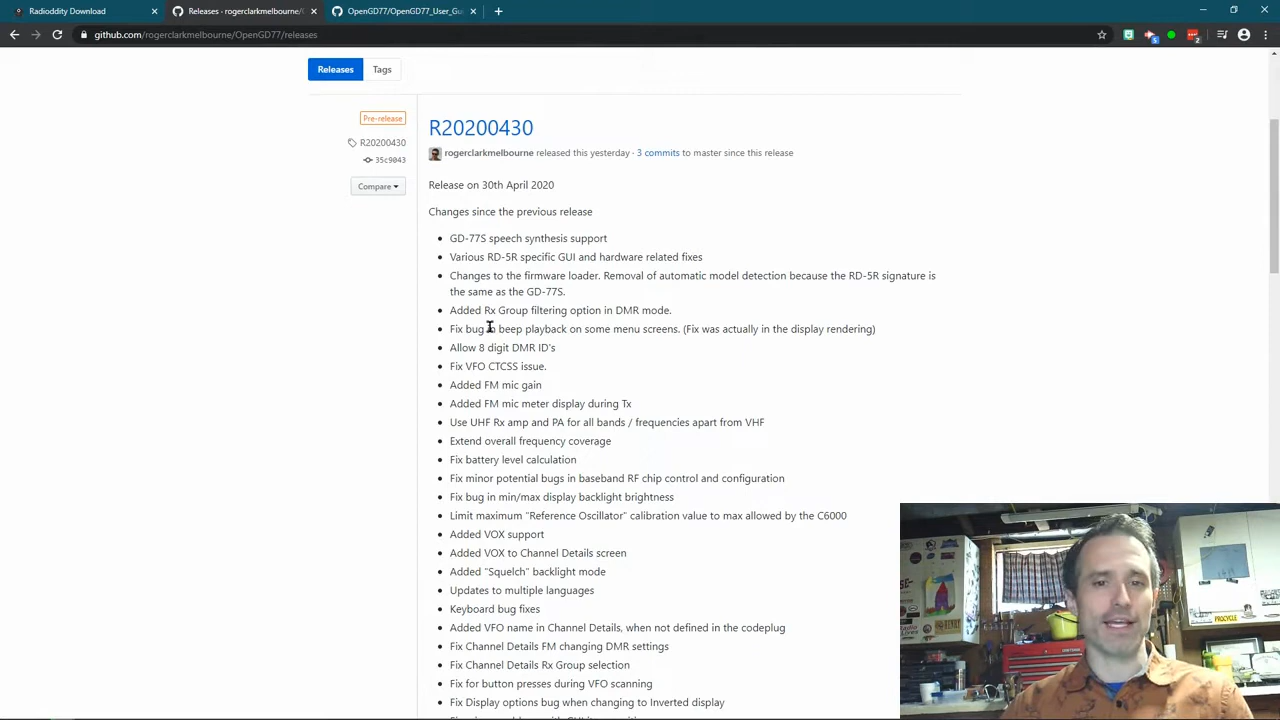 Radioddity Download
Releases · rogerclarkmelbourne/
OpenGD77/OpenGD77_User_Gu
github.com/rogerclarkmelbourne/OpenGD77/releases
Releases
Tags
Pre-release
R20200430
R20200430
rogerclarkmelbourne released this yesterday · 3 commits to master since this release
35c9043
Compare
Release on 30th April 2020
Changes since the previous release
GD-77S speech synthesis support
Various RD-5R specific GUI and hardware related fixes
Changes to the firmware loader. Removal of automatic model detection because the RD-5R signature is
the same as the GD-77S.
Added Rx Group filtering option in DMR mode.
Fix bug in beep playback on some menu screens. (Fix was actually in the display rendering)
Allow 8 digit DMR ID's
Fix VFO CTCSS issue.
Added FM mic gain
Added FM mic meter display during Tx
Use UHF Rx amp and PA for all bands / frequencies apart from VHF
Extend overall frequency coverage
Fix battery level calculation
Fix minor potential bugs in baseband RF chip control and configuration
Fix bug in min/max display backlight brightness
Limit maximum "Reference Oscillator" calibration value to max allowed by the C6000
Added VOX support
Added VOX to Channel Details screen
Added "Squelch" backlight mode
Updates to multiple languages
Keyboard bug fixes
Added VFO name in Channel Details, when not defined in the codeplug
Fix Channel Details FM changing DMR settings
Fix Channel Details Rx Group selection
Fix for button presses during VFO scanning
Fix Display options bug when changing to Inverted display
PROCYCLE